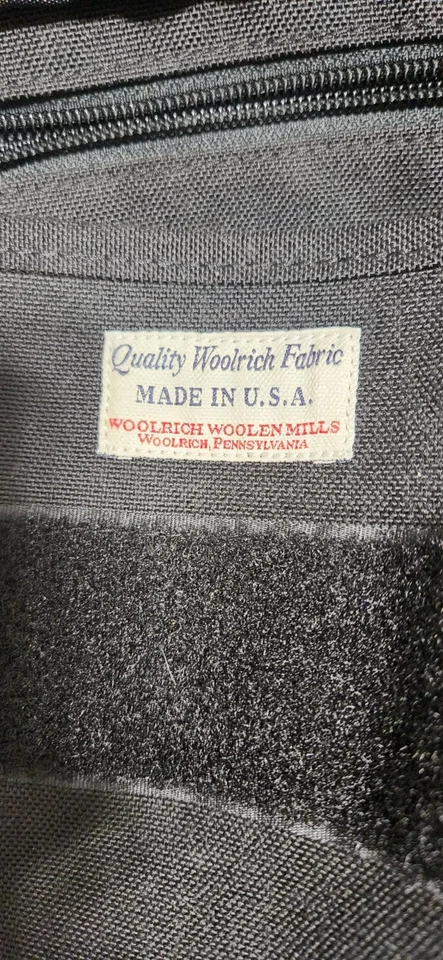 Quality Woolrich Fabric
MADE IN U.S.A.
WOOLRICH WOOLEN MILLS
WOOLRICH, PENNSYLVANIA